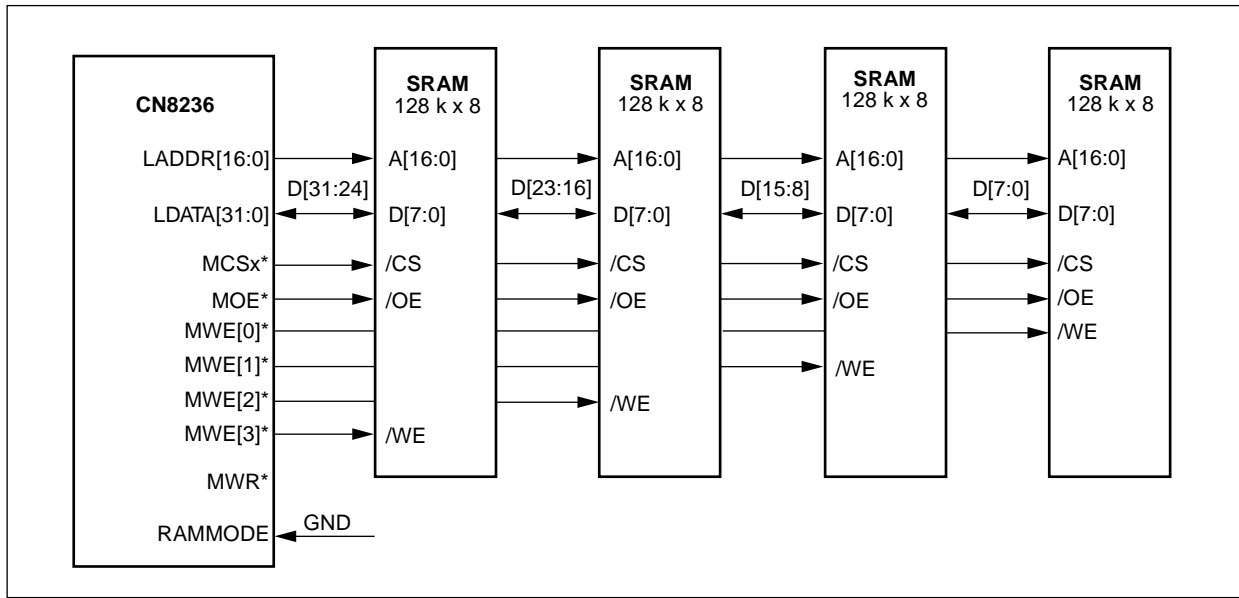 CN8236
LADDR[16:0]
LDATA[31:0]
MCSx*
MOE*
MWE[0]*
MWE[1]*
MWE[2]*
MWE[3]*
MWR*
RAMMODE
GND
D[31:24]
SRAM
128 k x 8
A[16:0]
D[7:0]
/CS
/OE
/WE
D[23:16]
SRAM
128 k x 8
A[16:0]
D[7:0]
/CS
/OE
/WE
D[15:8]
SRAM
128 k x 8
A[16:0]
D[7:0]
/CS
/OE
/WE
D[7:0]
SRAM
128 k x 8
A[16:0]
D[7:0]
/CS
/OE
/WE